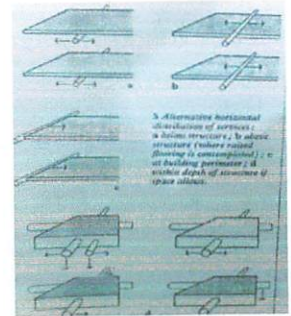 a
b
5 Alternative horizontal
distribution of services :
a below structure ; b above
structure (where raised
flooring is contemplated) ; c
at building perimeter ; d
within depth of structure if
space allows.
c